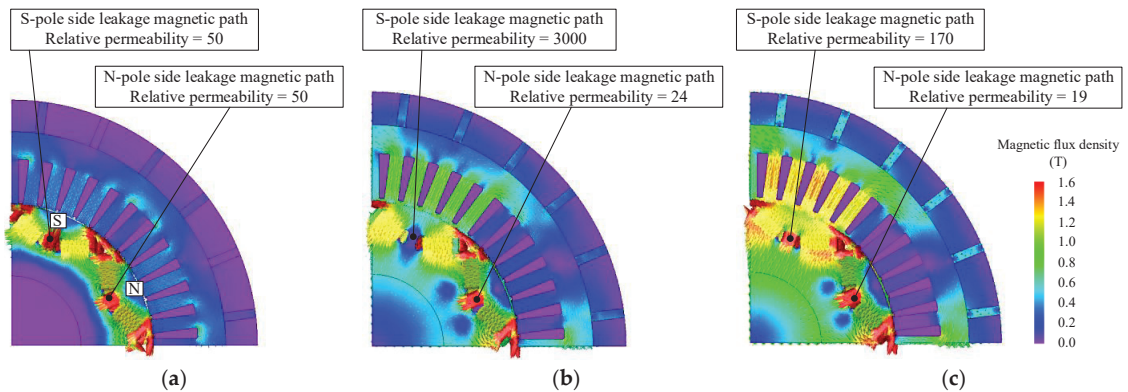 S-pole side leakage magnetic path
Relative permeability = 50
N-pole side leakage magnetic path
Relative permeability = 50
S
N
(a)
S-pole side leakage magnetic path
Relative permeability = 3000
N-pole side leakage magnetic path
Relative permeability = 24
(b)
S-pole side leakage magnetic path
Relative permeability = 170
N-pole side leakage magnetic path
Relative permeability = 19
(c)
Magnetic flux density
(T)
1.6
1.4
1.2
1.0
0.8
0.6
0.4
0.2
0.0